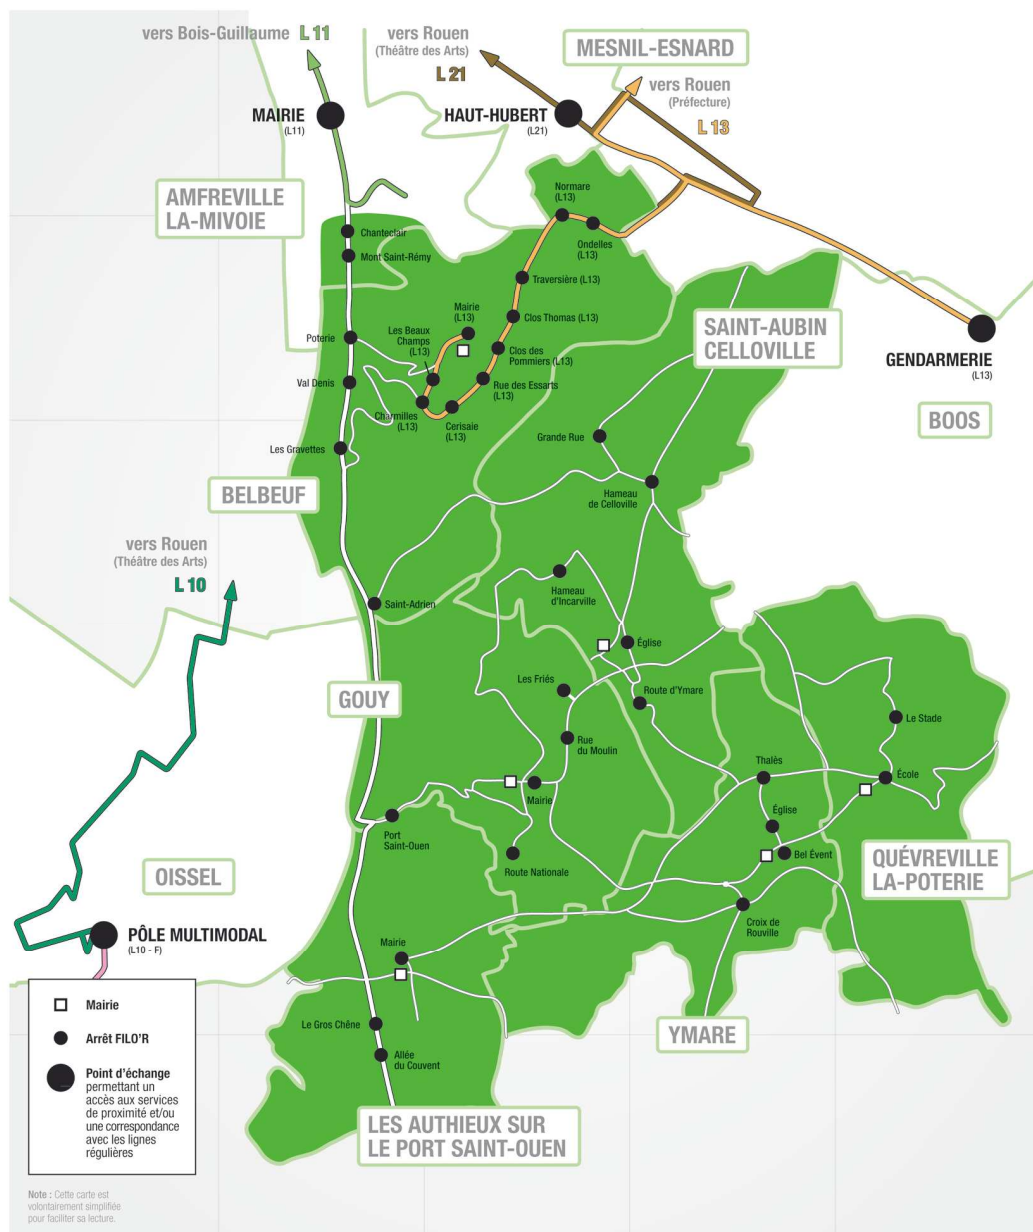 vers Bois-Guillaume L 11
vers Rouen
(Théâtre des Arts)
L 21
MESNIL-ESNARD
vers Rouen
(Préfecture)
L 13
MAIRIE
(L11)
HAUT-HUBERT
(L21)
AMFREVILLE
LA-MIVOIE
Normare
(L13)
Ondelles
(L13)
Chanteclair
Mont Saint-Rémy
Traversière (L13)
Mairie
(L13)
Clos Thomas (L13)
SAINT-AUBIN
CELLOVILLE
Les Beaux
Champs
(L13)
Poterie
Clos des
Pommiers (L13)
GENDARMERIE
(L13)
Val Denis
Rue des Essarts
(L13)
Charmilles
(L13)
Cerisaie
(L13)
BOOS
Grande Rue
Les Gravettes
BELBEUF
Hameau
de Celloville
vers Rouen
(Théâtre des Arts)
L 10
Hameau
d'Incarville
Saint-Adrien
Église
GOUY
Les Friés
Route d'Ymare
Le Stade
Rue
du Moulin
Thalès
École
Mairie
Église
Port
Saint-Ouen
Route Nationale
Bel Évent
QUÉVREVILLE
LA-POTERIE
OISSEL
PÔLE MULTIMODAL
(L10 - F)
Croix de
Rouville
Mairie
Mairie
Arrêt FILO'R
Point d'échange
permettant un
accès aux services
de proximité et/ou
une correspondance
avec les lignes
régulières
Le Gros Chêne
YMARE
Allée
du Couvent
LES AUTHIEUX SUR
LE PORT SAINT-OUEN
Note : Cette carte est
volontairement simplifiée
pour faciliter sa lecture.